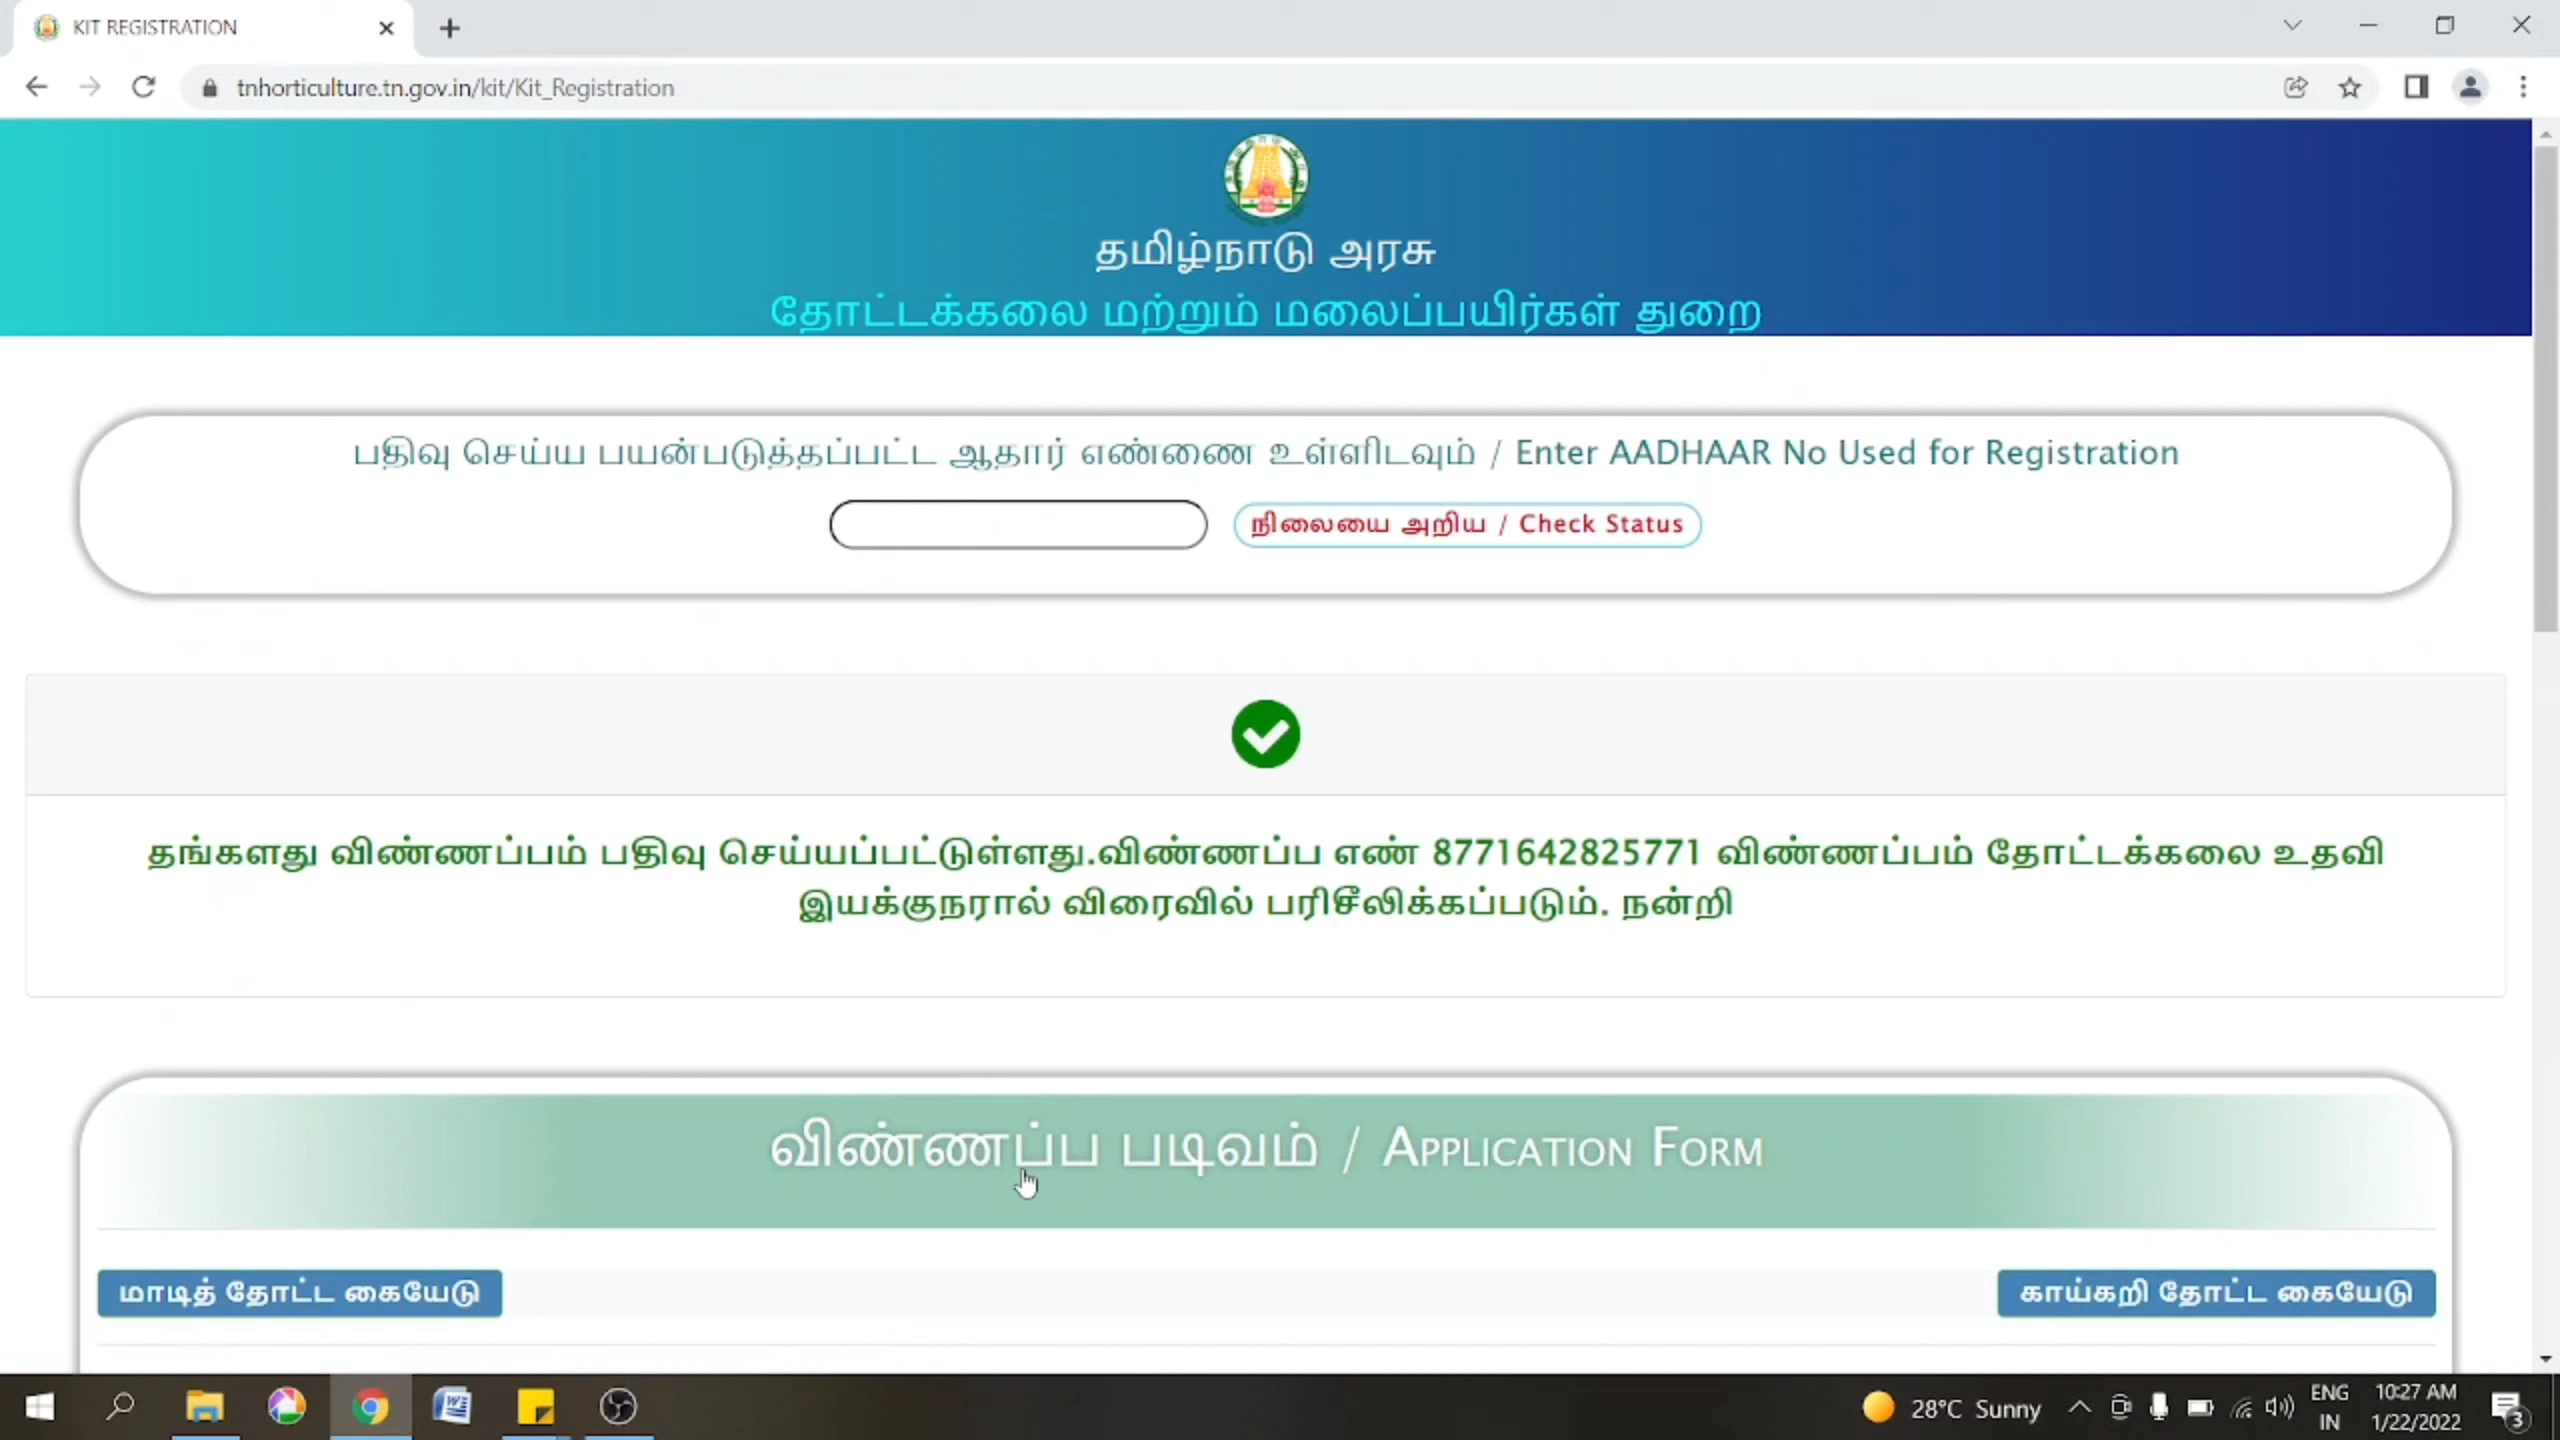 KIT REGISTRATION
tnhorticulture.tn.gov.in/kit/Kit_Registration
தமிழ்நாடு அரசு
தோட்டக்கலை மற்றும் மலைப்பயிர்கள் துறை
பதிவு செய்ய பயன்படுத்தப்பட்ட ஆதார் எண்ணை உள்ளிடவும் / Enter AADHAAR No Used for Registration
நிலையை அறிய / Check Status
தங்களது விண்ணப்பம் பதிவு செய்யப்பட்டுள்ளது.விண்ணப்ப எண் 8771642825771 விண்ணப்பம் தோட்டக்கலை உதவி
இயக்குநரால் விரைவில் பரிசீலிக்கப்படும். நன்றி
விண்ணப்ப படிவம் / APPLICATION FORM
மாடித் தோட்ட கையேடு
காய்கறி தோட்ட கையேடு
28°C Sunny
ENG
IN
10:27 AM
1/22/2022
3